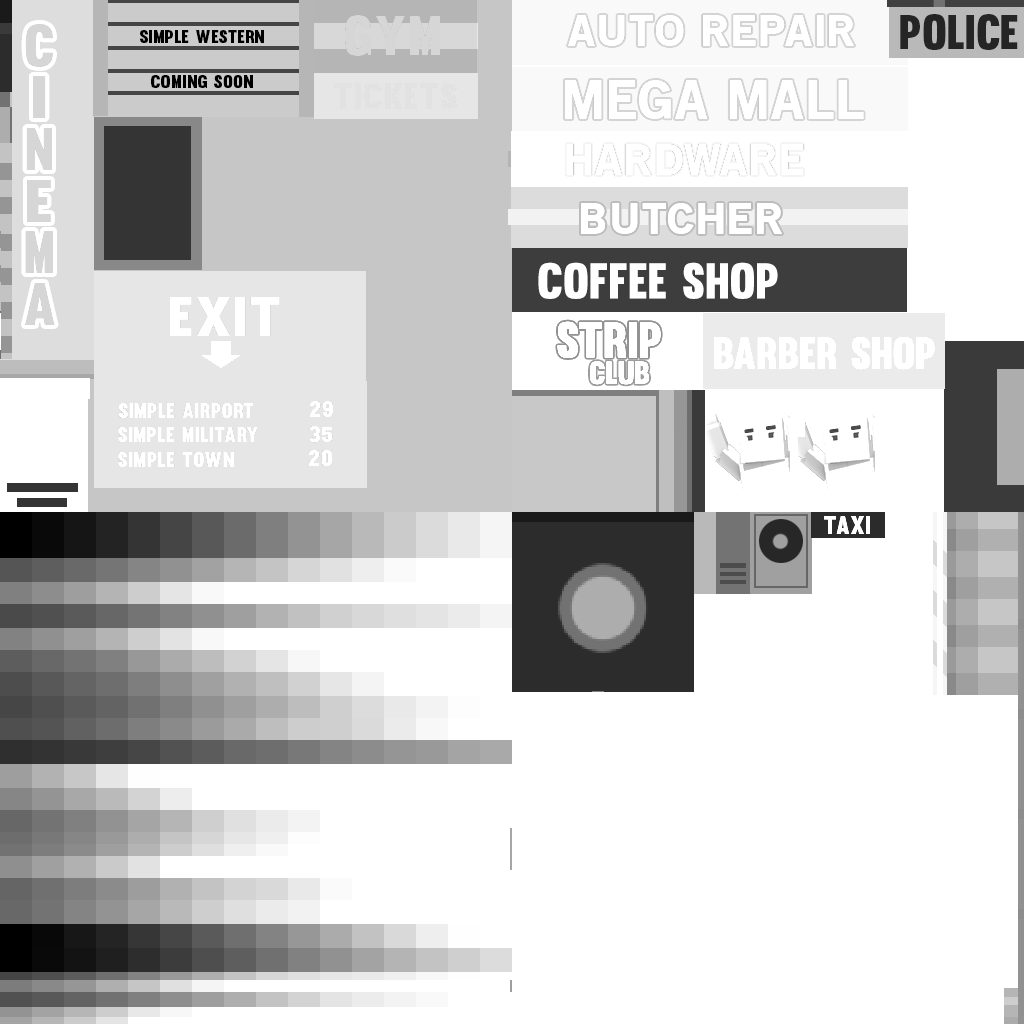 CINEMA
SIMPLE WESTERN
COMING SOON
GYM
TICKETS
EXIT
SIMPLE AIRPORT 29
SIMPLE MILITARY 35
SIMPLE TOWN 20
AUTO REPAIR
POLICE
MEGA MALL
HARDWARE
BUTCHER
COFFEE SHOP
STRIP
CLUB
BARBER SHOP
TAXI